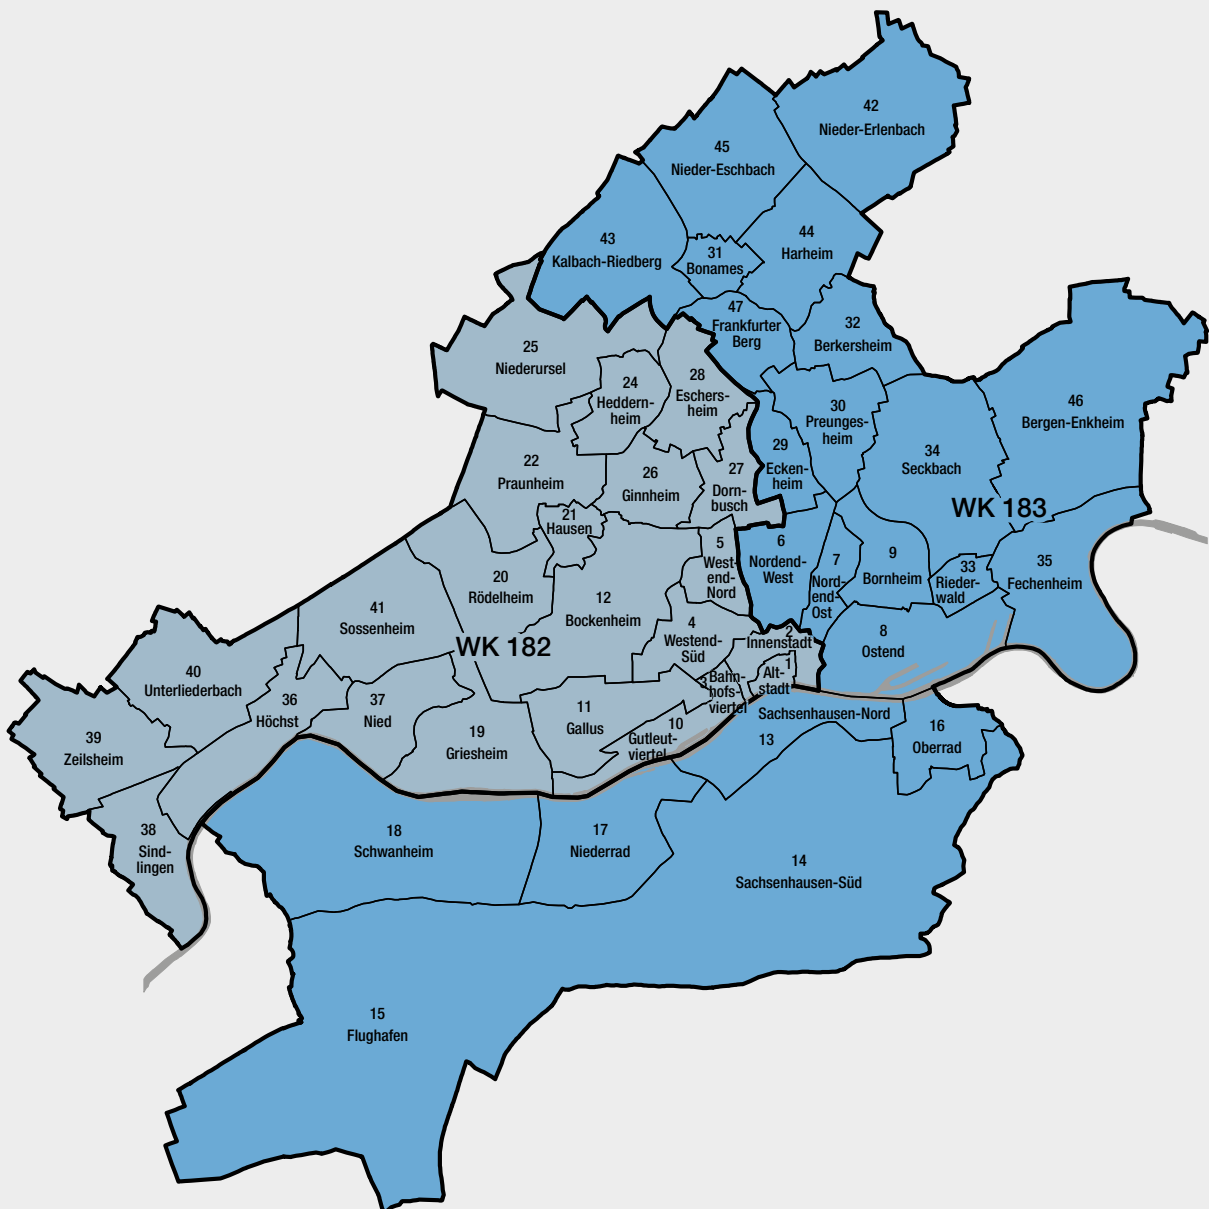 42
Nieder-Erlenbach
45
Nieder-Eschbach
44
Harheim
43
Kalbach-Riedberg
31
Bonames
47
Frankfurter
Berg
32
Berkersheim
25
Niederursel
24
Heddern-
heim
28
Eschers-
heim
30
Preunges-
heim
46
Bergen-Enkheim
29
Ecken-
heim
34
Seckbach
22
Praunheim
26
Ginnheim
27
Dorn-
busch
WK 183
21
Hausen
5
West-
end-
Nord
6
Nordend-
West
7
Nord-
end-
Ost
9
Bornheim
33
Rieder-
wald
35
Fechenheim
20
Rödelheim
12
Bockenheim
41
Sossenheim
WK 182
4
Westend-
Süd
2
Innenstadt
8
Ostend
40
Unterliederbach
1
Alt-
stadt
3
Bahn-
hofs-
viertel
36
Höchst
37
Nied
11
Gallus
10
Gutleut-
viertel
Sachsenhausen-Nord
13
16
Oberrad
39
Zeilsheim
19
Griesheim
38
Sind-
lingen
18
Schwanheim
17
Niederrad
14
Sachsenhausen-Süd
15
Flughafen